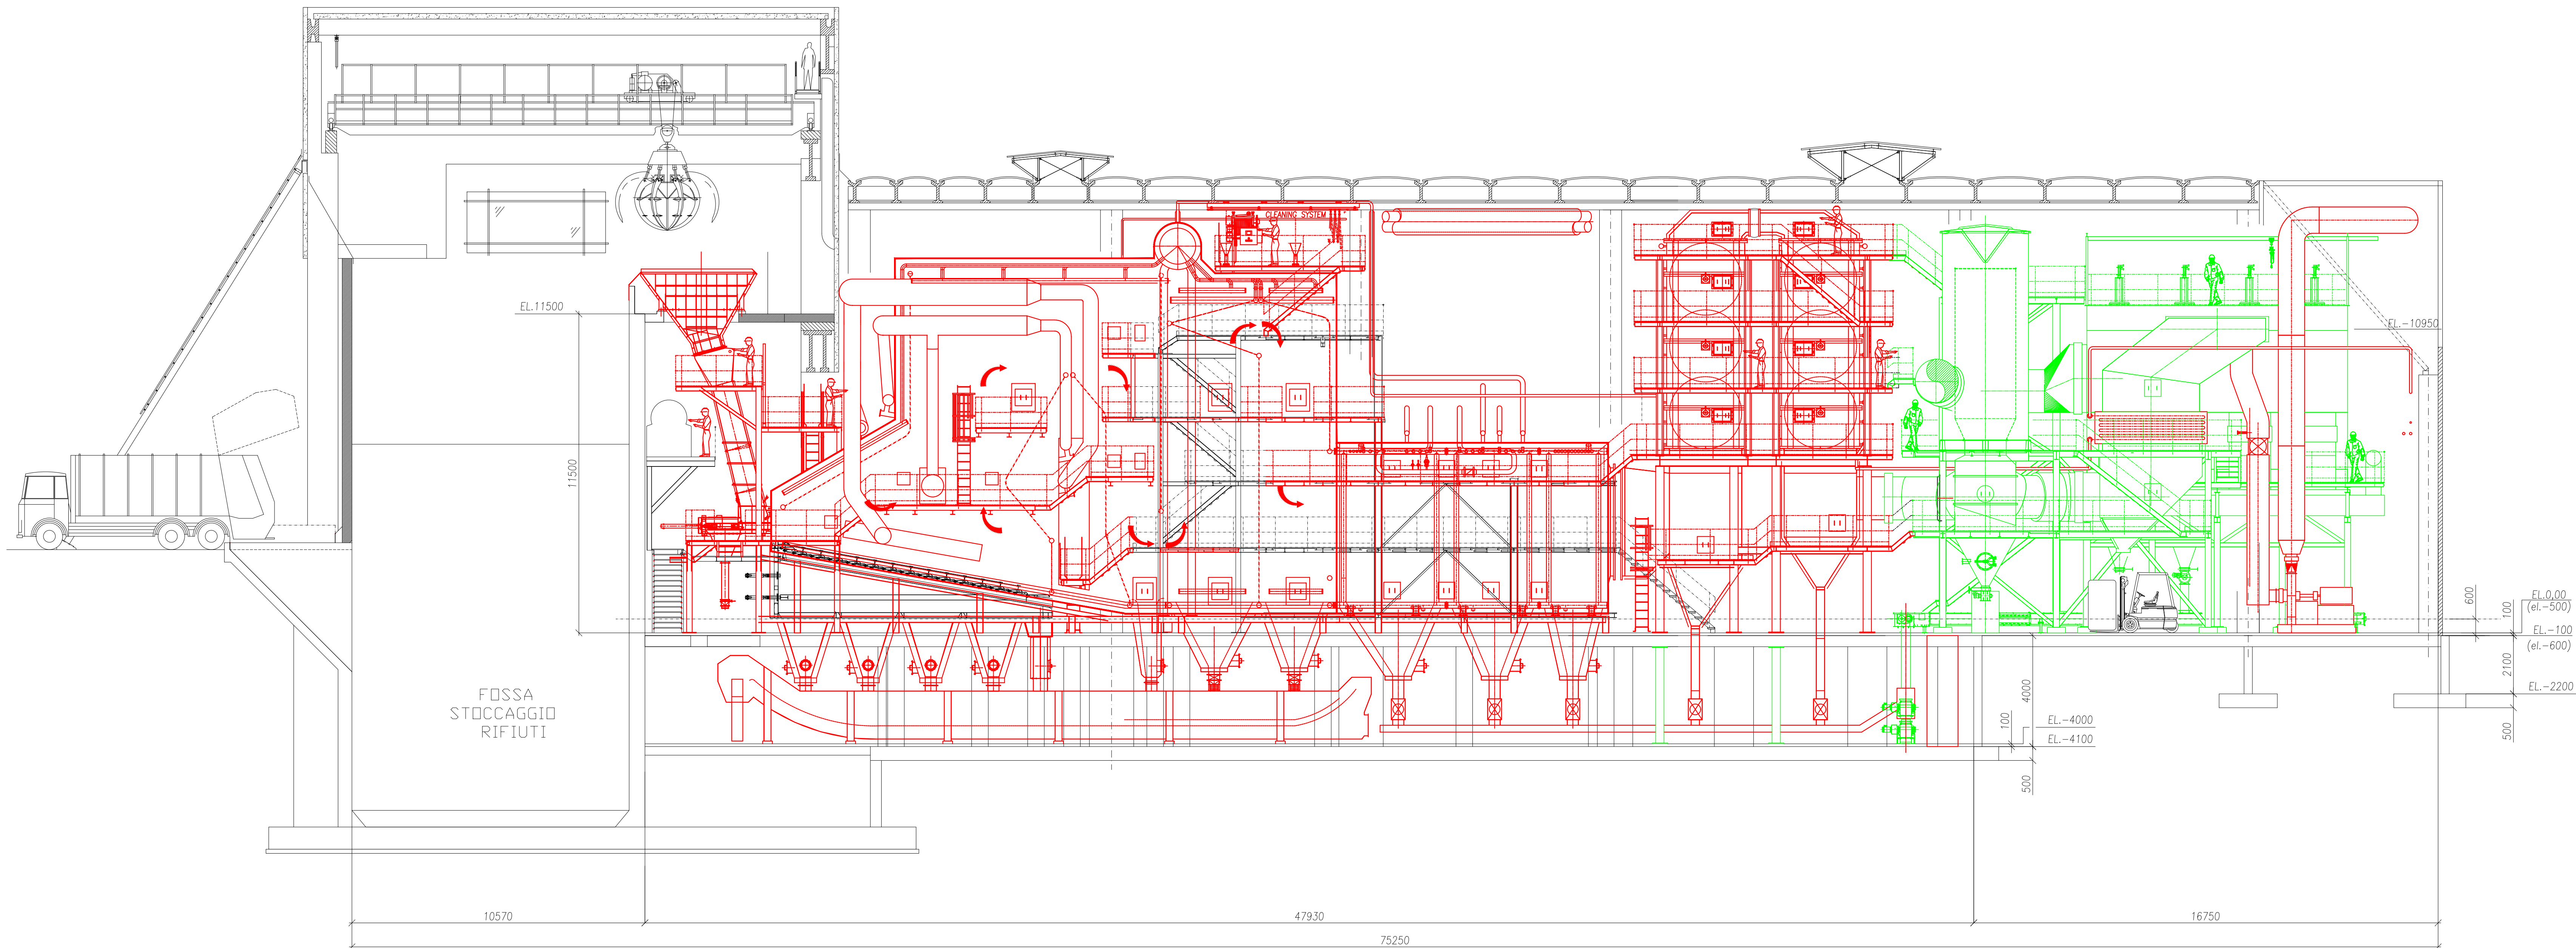 CLEANING SYSTEM
EL.11500
EL.-10950
11500
600
100
EL.0,00
(el.-500)
EL.-100
(el.-600)
2100
EL.-2200
500
4000
100
EL.-4000
EL.-4100
500
FOSSA
STOCCAGGIO
RIFIUTI
10570
47930
16750
75250